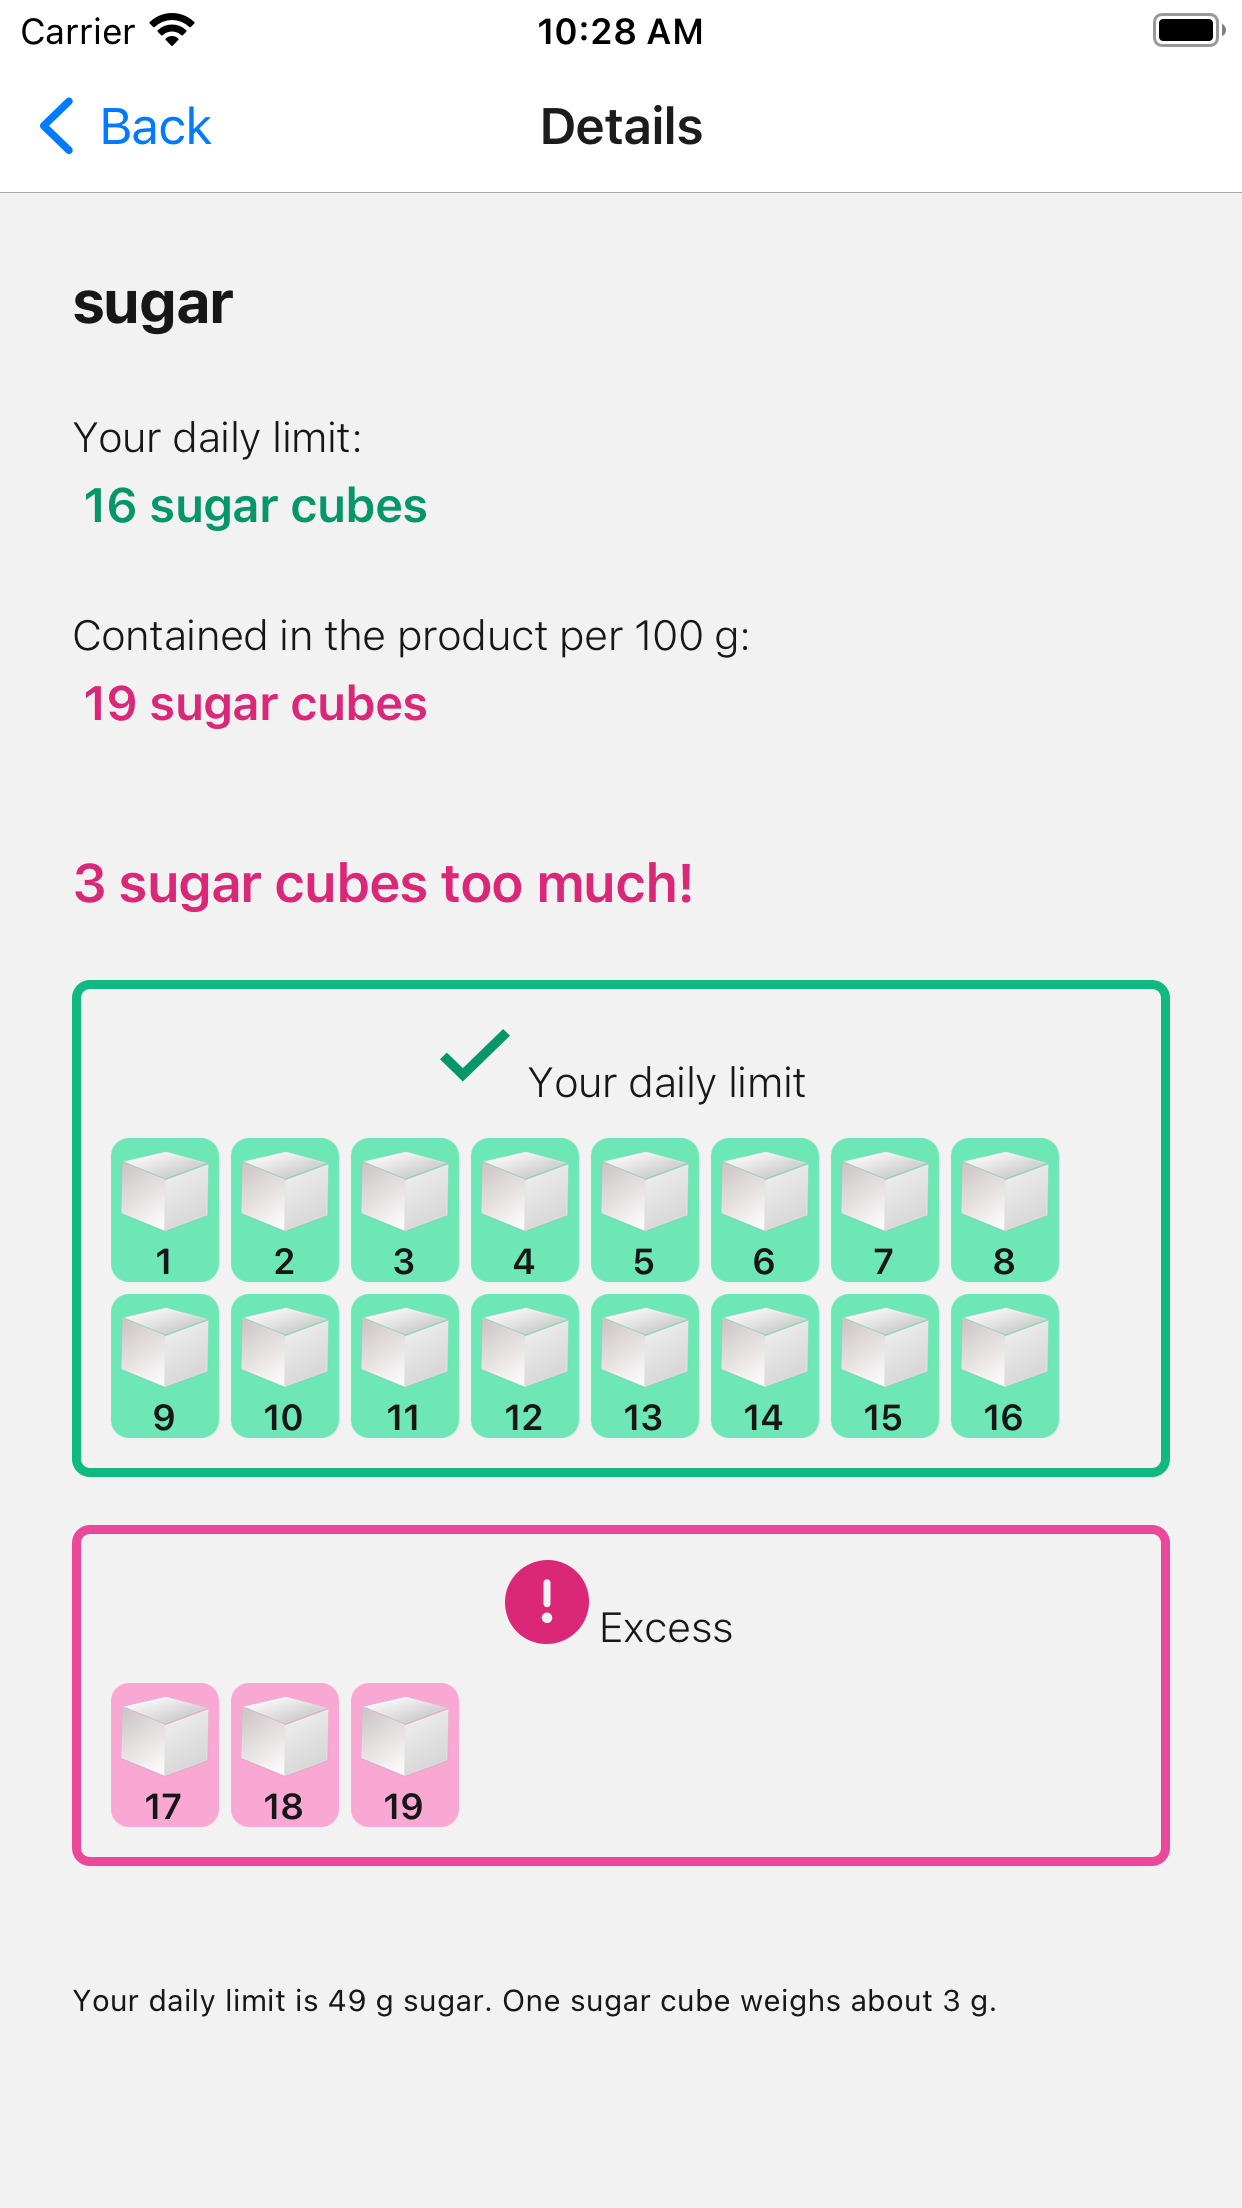 Carrier 10:28 AM
Back Details
sugar
Your daily limit:
16 sugar cubes
Contained in the product per 100 g:
19 sugar cubes
3 sugar cubes too much!
Your daily limit
1 2 3 4 5 6 7 8
9 10 11 12 13 14 15 16
Excess
17 18 19
Your daily limit is 49 g sugar. One sugar cube weighs about 3 g.